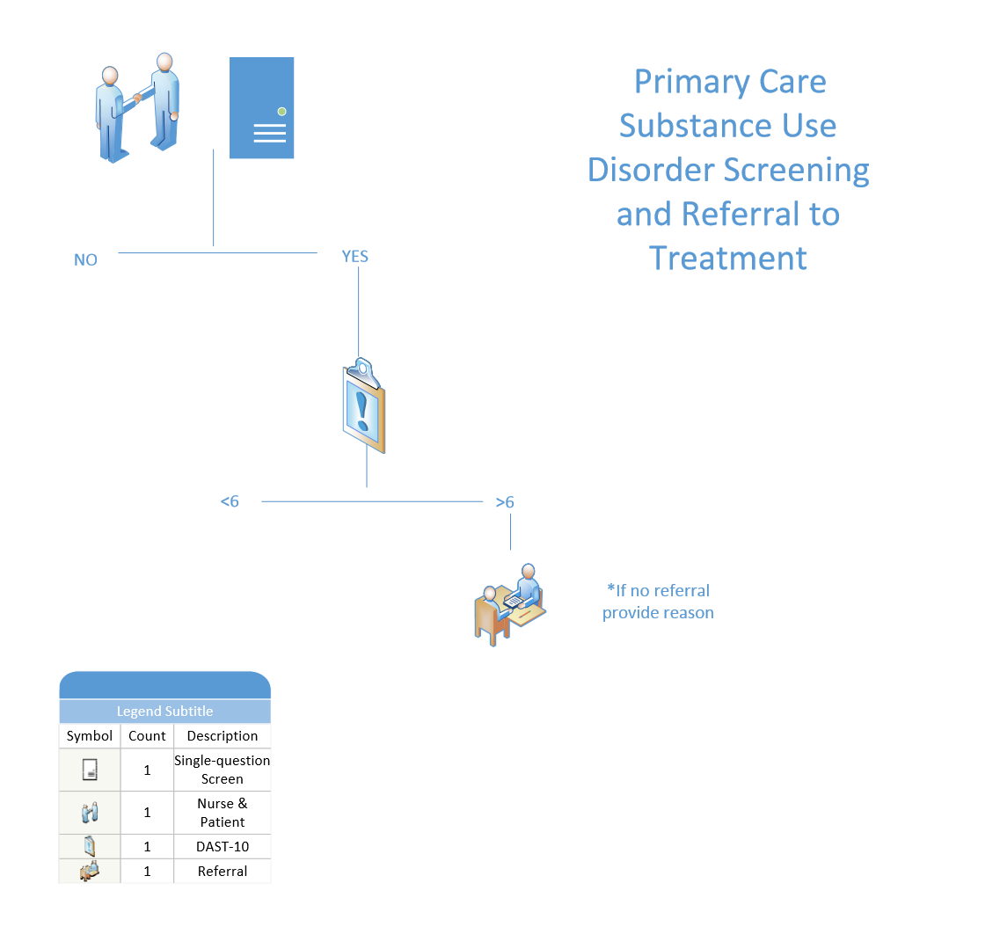 Primary Care
Substance Use
Disorder Screening
and Referral to
Treatment
NO
YES
<6
>6
*If no referral
provide reason
Legend Subtitle
Symbol Count Description
1 Single-question
Screen
1 Nurse &
Patient
1 DAST-10
1 Referral